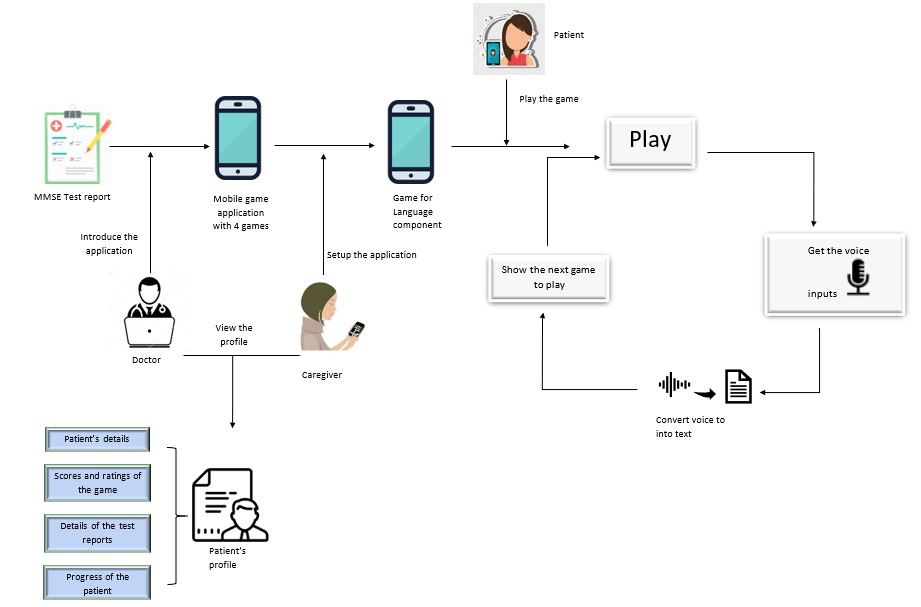 Patient
Play the game
Play
MMSE Test report
Mobile game
application
with 4 games
Game for
Language
component
Introduce the
application
Setup the application
Show the next game
to play
Get the voice
inputs
Doctor
View the
profile
Caregiver
Convert voice to
into text
Patient's details
Scores and ratings of
the game
Details of the test
reports
Progress of the
patient
Patient's
profile